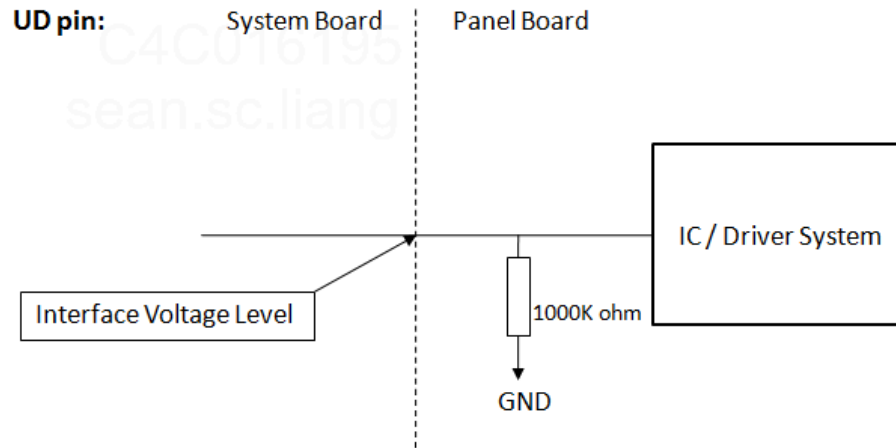 UD pin:
System Board
Panel Board
C4C016195
sean.sc.liang
IC / Driver System
Interface Voltage Level
1000K ohm
GND